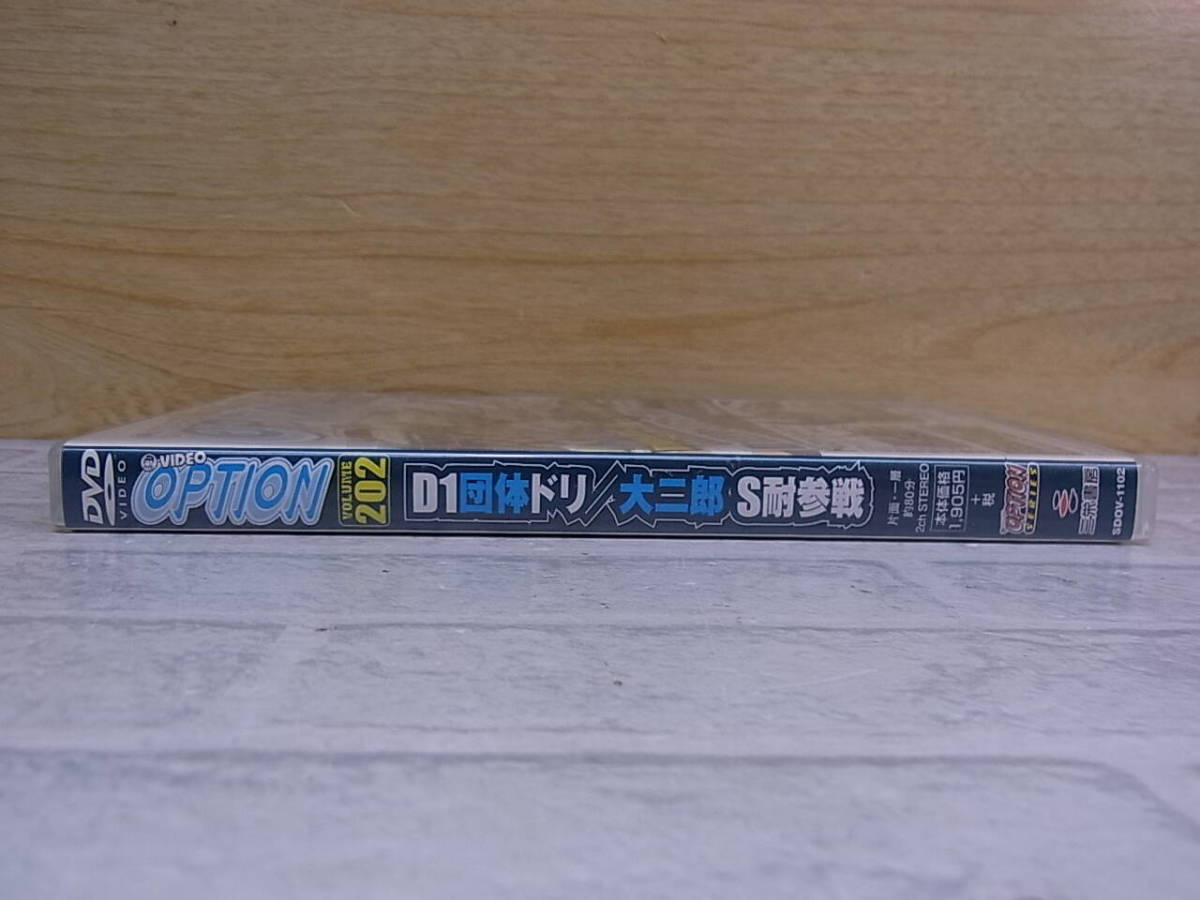 DVD
VIDEO
VIDEO
OPTION
VOLUME
202
D1団体ドリ/大二郎 S耐参戦
片面・一層
約80分
2ch STEREO
本体価格
1,905円
+
税
OPTION
SERIES
三栄書房
SDOV-1102